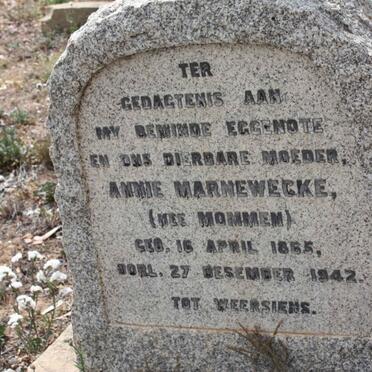 TER
GEDAGTENIS AAN
MY BEMINDE EGGENOTE
EN ONS DIERBARE MOEDER,
ANNIE MARNEWECKE,
(NEE MOMMEN)
GEB. 16 APRIL 1865,
OORL. 27 DESEMBER 1942.
TOT WEERSIENS.